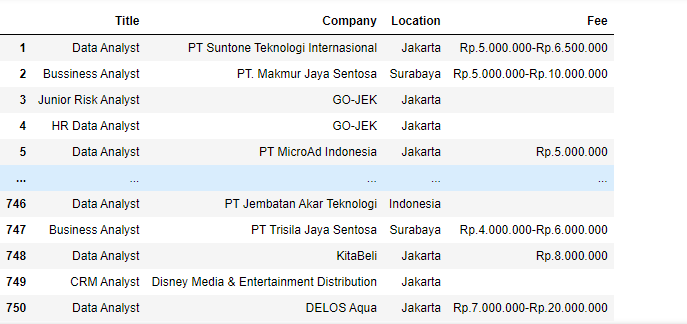 Title Company Location Fee
1 Data Analyst PT Suntone Teknologi Internasional Jakarta Rp.5.000.000-Rp.6.500.000
2 Bussiness Analyst PT. Makmur Jaya Sentosa Surabaya Rp.5.000.000-Rp.10.000.000
3 Junior Risk Analyst GO-JEK Jakarta
4 HR Data Analyst GO-JEK Jakarta
5 Data Analyst PT MicroAd Indonesia Jakarta Rp.5.000.000
... ... ... ... ...
746 Data Analyst PT Jembatan Akar Teknologi Indonesia
747 Business Analyst PT Trisila Jaya Sentosa Surabaya Rp.4.000.000-Rp.6.000.000
748 Data Analyst KitaBeli Jakarta Rp.8.000.000
749 CRM Analyst Disney Media & Entertainment Distribution Jakarta
750 Data Analyst DELOS Aqua Jakarta Rp.7.000.000-Rp.20.000.000